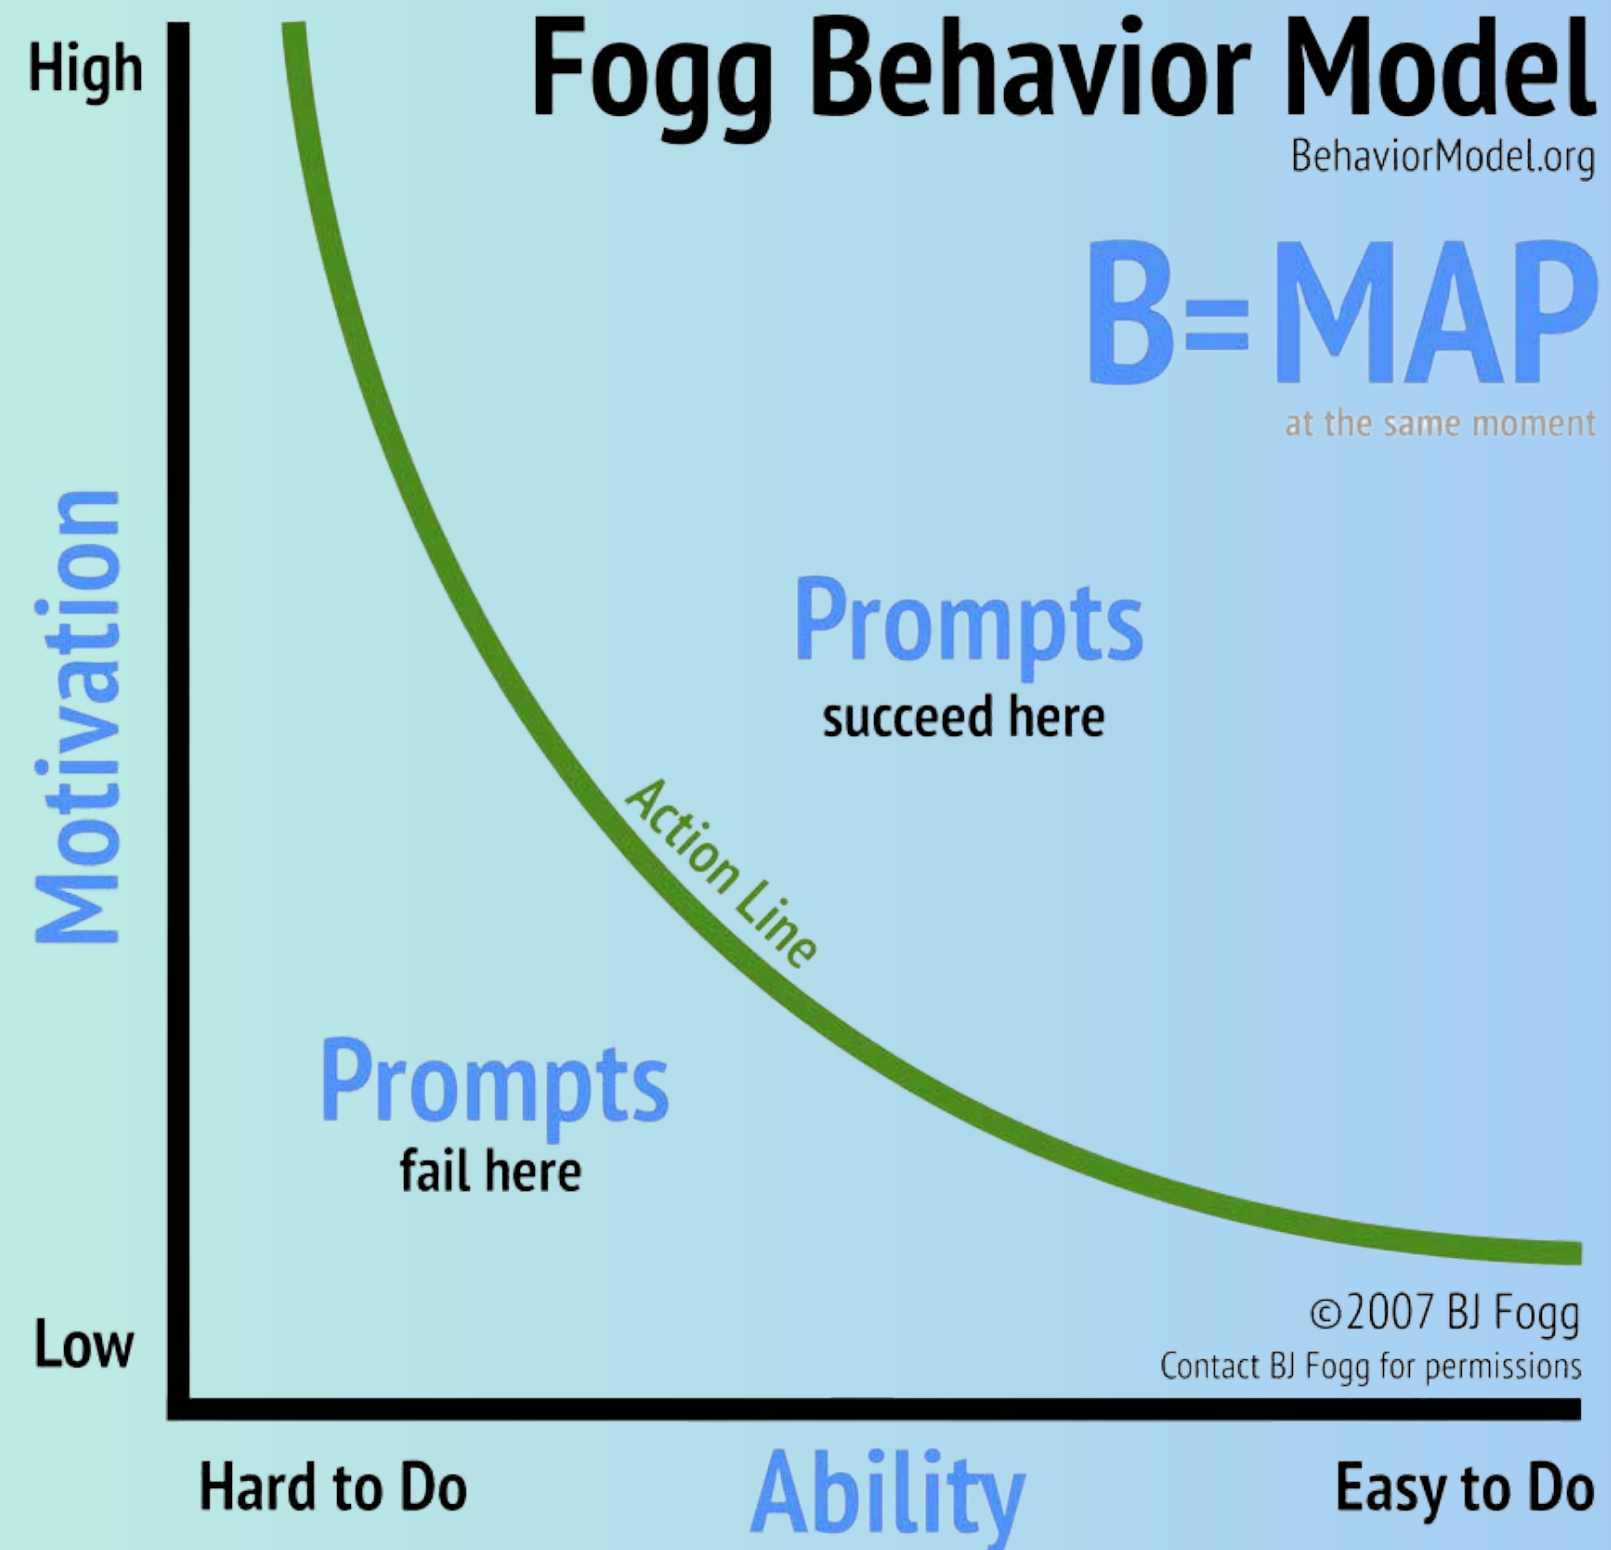 High
Fogg Behavior Model
BehaviorModel.org
B=MAP
at the same moment
Motivation
Prompts
succeed here
Action Line
Prompts
fail here
©2007 BJ Fogg
Contact BJ Fogg for permissions
Low
Hard to Do
Ability
Easy to Do